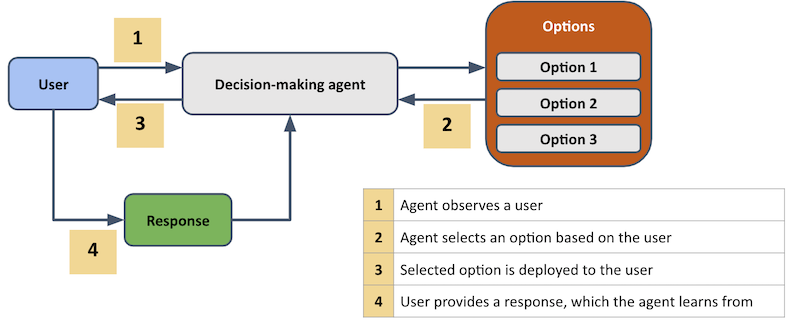 Options
1
Option 1
User
Decision-making agent
Option 2
3
2
Option 3
Response
4
1 Agent observes a user
2 Agent selects an option based on the user
3 Selected option is deployed to the user
4 User provides a response, which the agent learns from